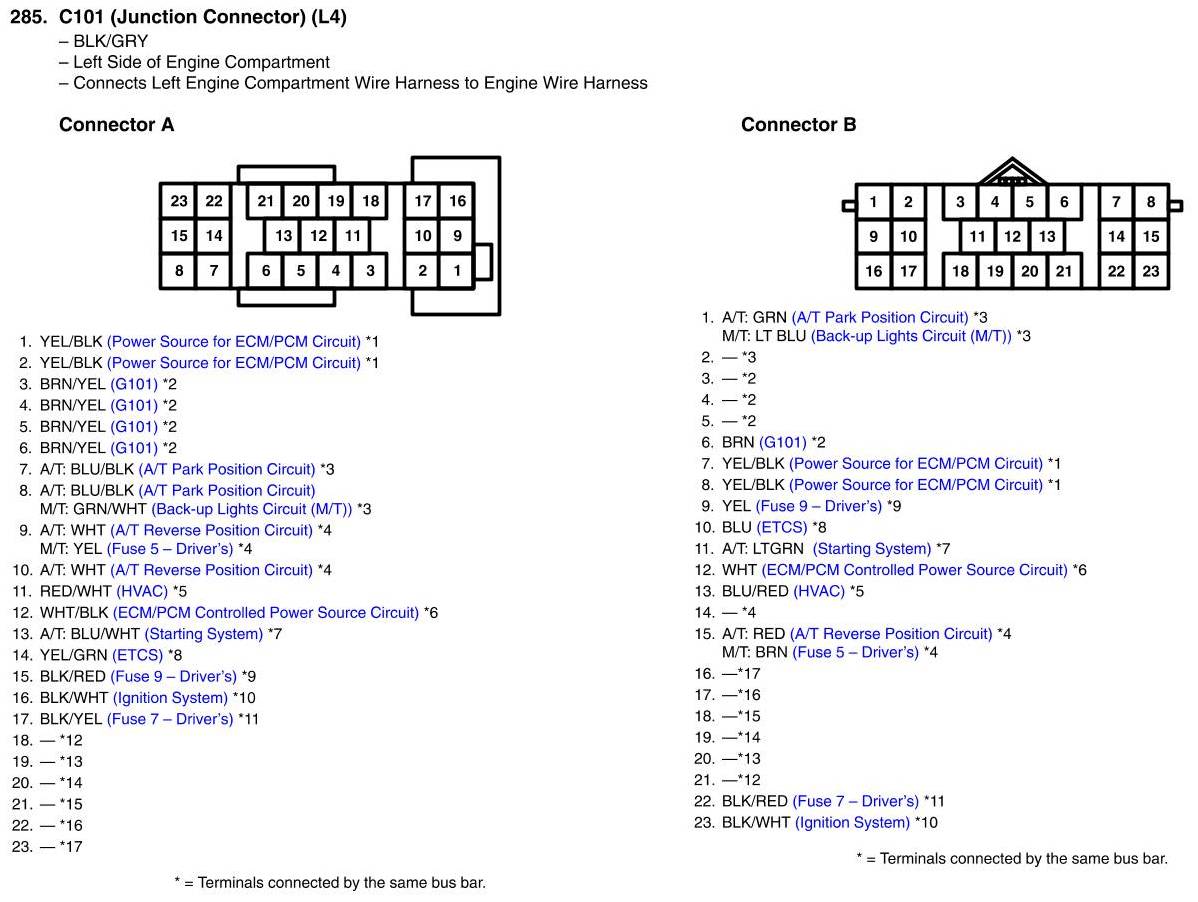 285. C101 (Junction Connector) (L4)
– BLK/GRY
– Left Side of Engine Compartment
– Connects Left Engine Compartment Wire Harness to Engine Wire Harness
Connector A
23 22 21 20 19 18 17 16
15 14 13 12 11 10 9
8 7 6 5 4 3 2 1
1. YEL/BLK (Power Source for ECM/PCM Circuit) *1
2. YEL/BLK (Power Source for ECM/PCM Circuit) *1
3. BRN/YEL (G101) *2
4. BRN/YEL (G101) *2
5. BRN/YEL (G101) *2
6. BRN/YEL (G101) *2
7. A/T: BLU/BLK (A/T Park Position Circuit) *3
8. A/T: BLU/BLK (A/T Park Position Circuit)
M/T: GRN/WHT (Back-up Lights Circuit (M/T)) *3
9. A/T: WHT (A/T Reverse Position Circuit) *4
M/T: YEL (Fuse 5 – Driver's) *4
10. A/T: WHT (A/T Reverse Position Circuit) *4
11. RED/WHT (HVAC) *5
12. WHT/BLK (ECM/PCM Controlled Power Source Circuit) *6
13. A/T: BLU/WHT (Starting System) *7
14. YEL/GRN (ETCS) *8
15. BLK/RED (Fuse 9 – Driver's) *9
16. BLK/WHT (Ignition System) *10
17. BLK/YEL (Fuse 7 – Driver's) *11
18. — *12
19. — *13
20. — *14
21. — *15
22. — *16
23. — *17
* = Terminals connected by the same bus bar.
Connector B
1 2 3 4 5 6 7 8
9 10 11 12 13 14 15
16 17 18 19 20 21 22 23
1. A/T: GRN (A/T Park Position Circuit) *3
M/T: LT BLU (Back-up Lights Circuit (M/T)) *3
2. — *3
3. — *2
4. — *2
5. — *2
6. BRN (G101) *2
7. YEL/BLK (Power Source for ECM/PCM Circuit) *1
8. YEL/BLK (Power Source for ECM/PCM Circuit) *1
9. YEL (Fuse 9 – Driver's) *9
10. BLU (ETCS) *8
11. A/T: LTGRN (Starting System) *7
12. WHT (ECM/PCM Controlled Power Source Circuit) *6
13. BLU/RED (HVAC) *5
14. — *4
15. A/T: RED (A/T Reverse Position Circuit) *4
M/T: BRN (Fuse 5 – Driver's) *4
16. —*17
17. —*16
18. —*15
19. —*14
20. —*13
21. —*12
22. BLK/RED (Fuse 7 – Driver's) *11
23. BLK/WHT (Ignition System) *10
* = Terminals connected by the same bus bar.